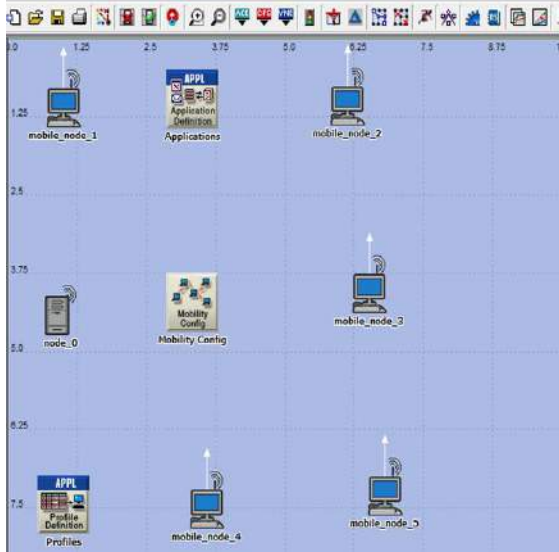 0.0 1.25 2.5 3.75 5.0 6.25 7.5 8.75
APPL
Application
Definition
mobile_node_1 Applications mobile_node_2
1.25
2.5
3.75
Mobility
Config
mobile_node_3
node_0 Mobility Config
5.0
6.25
APPL
Profile
Definition
7.5
Profiles mobile_node_4 mobile_node_5